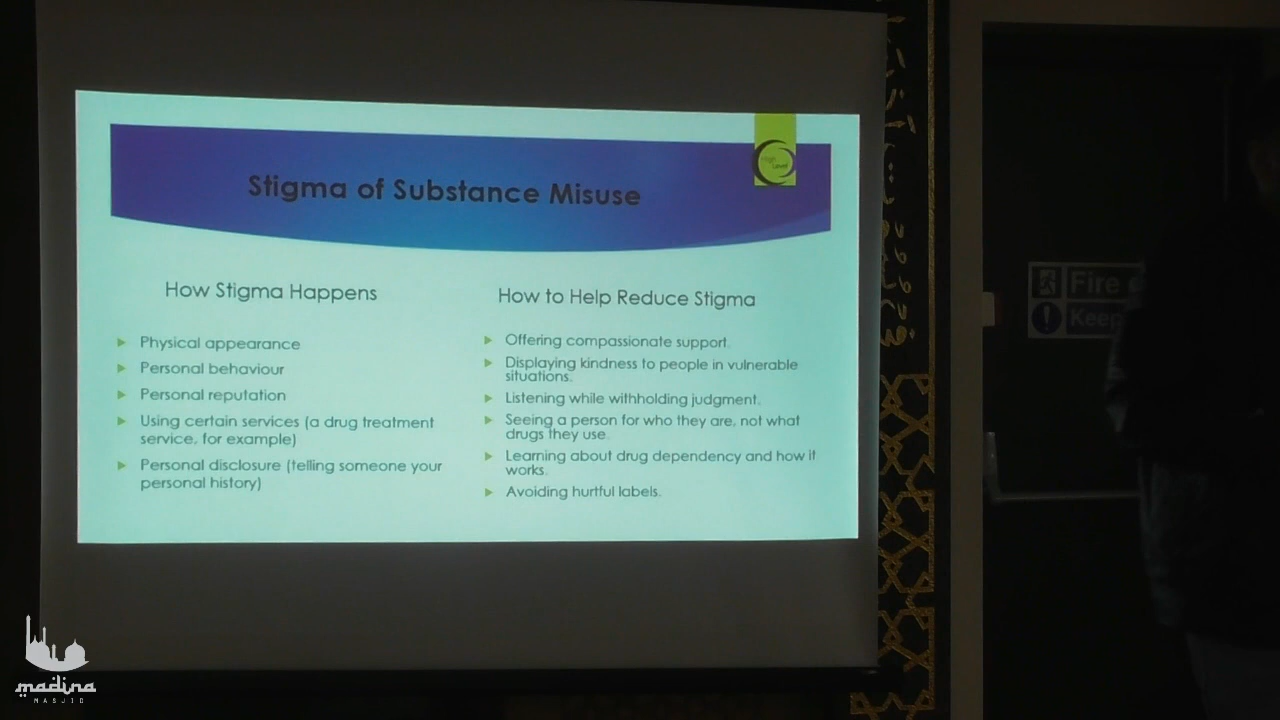 High
Level
Stigma of Substance Misuse
How Stigma Happens
Physical appearance
Personal behaviour
Personal reputation
Using certain services (a drug treatment
service, for example)
Personal disclosure (telling someone your
personal history)
How to Help Reduce Stigma
Offering compassionate support.
Displaying kindness to people in vulnerable
situations.
Listening while withholding judgment.
Seeing a person for who they are, not what
drugs they use.
Learning about drug dependency and how it
works.
Avoiding hurtful labels.
Fire
Keep
madina
MASJID